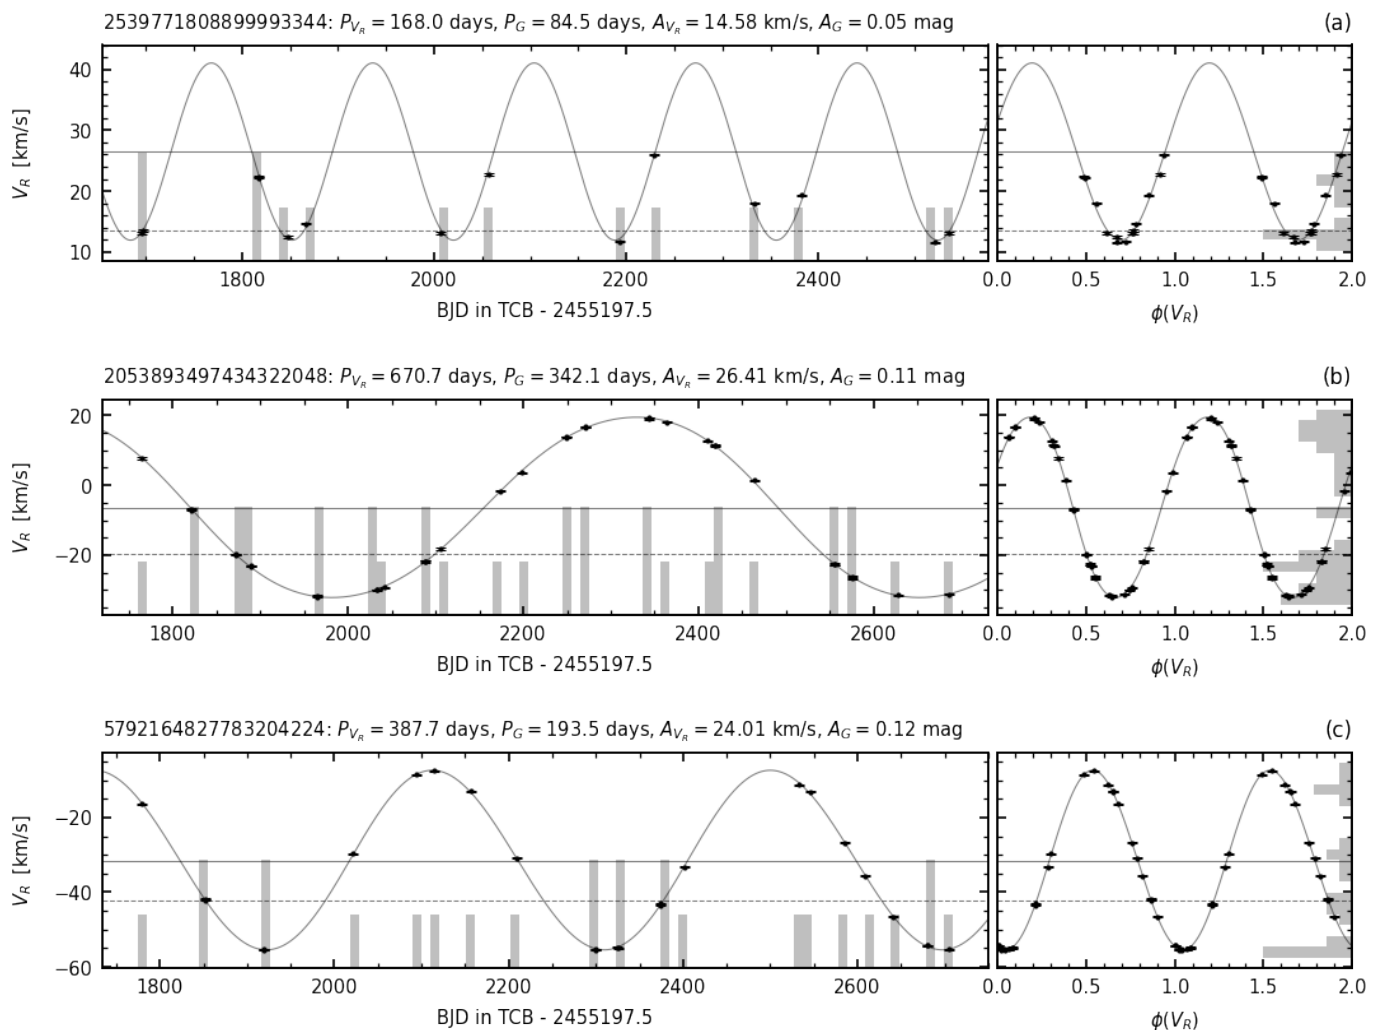 2539771808899993344: P_{V_R} = 168.0 days, P_G = 84.5 days, A_{V_R} = 14.58 km/s, A_G = 0.05 mag (a)
V_R [km/s]
40
30
20
10
1800 2000 2200 2400 0.0 0.5 1.0 1.5 2.0
BJD in TCB - 2455197.5 ϕ(V_R)
2053893497434322048: P_{V_R} = 670.7 days, P_G = 342.1 days, A_{V_R} = 26.41 km/s, A_G = 0.11 mag (b)
V_R [km/s]
20
0
−20
1800 2000 2200 2400 2600 0.0 0.5 1.0 1.5 2.0
BJD in TCB - 2455197.5 ϕ(V_R)
5792164827783204224: P_{V_R} = 387.7 days, P_G = 193.5 days, A_{V_R} = 24.01 km/s, A_G = 0.12 mag (c)
V_R [km/s]
−20
−40
−60
1800 2000 2200 2400 2600 0.0 0.5 1.0 1.5 2.0
BJD in TCB - 2455197.5 ϕ(V_R)